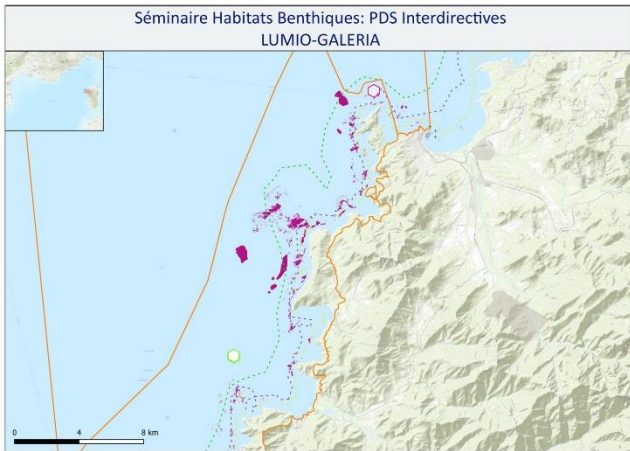 Séminaire Habitats Benthiques: PDS Interdirectives
LUMIO-GALERIA
0 4 8 km